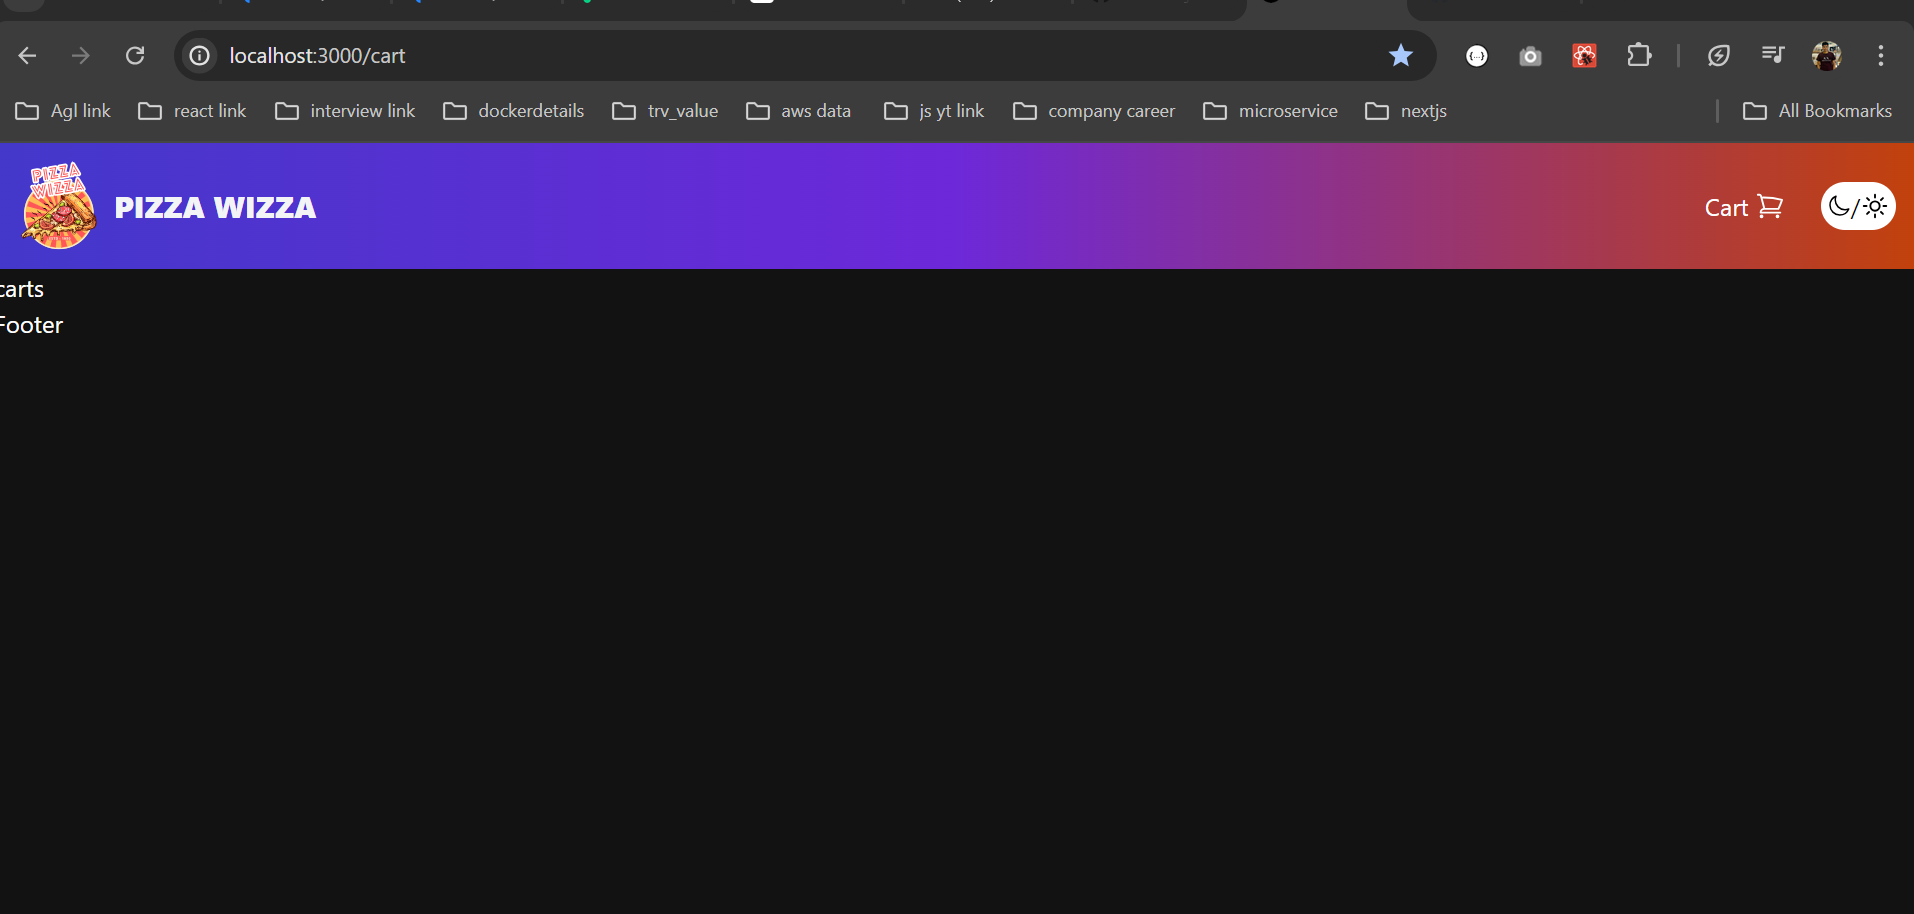 localhost:3000/cart
Agl link react link interview link dockerdetails trv_value aws data js yt link company career microservice nextjs All Bookmarks
PIZZA
WIZZA
PIZZA WIZZA
Cart /
carts
Footer